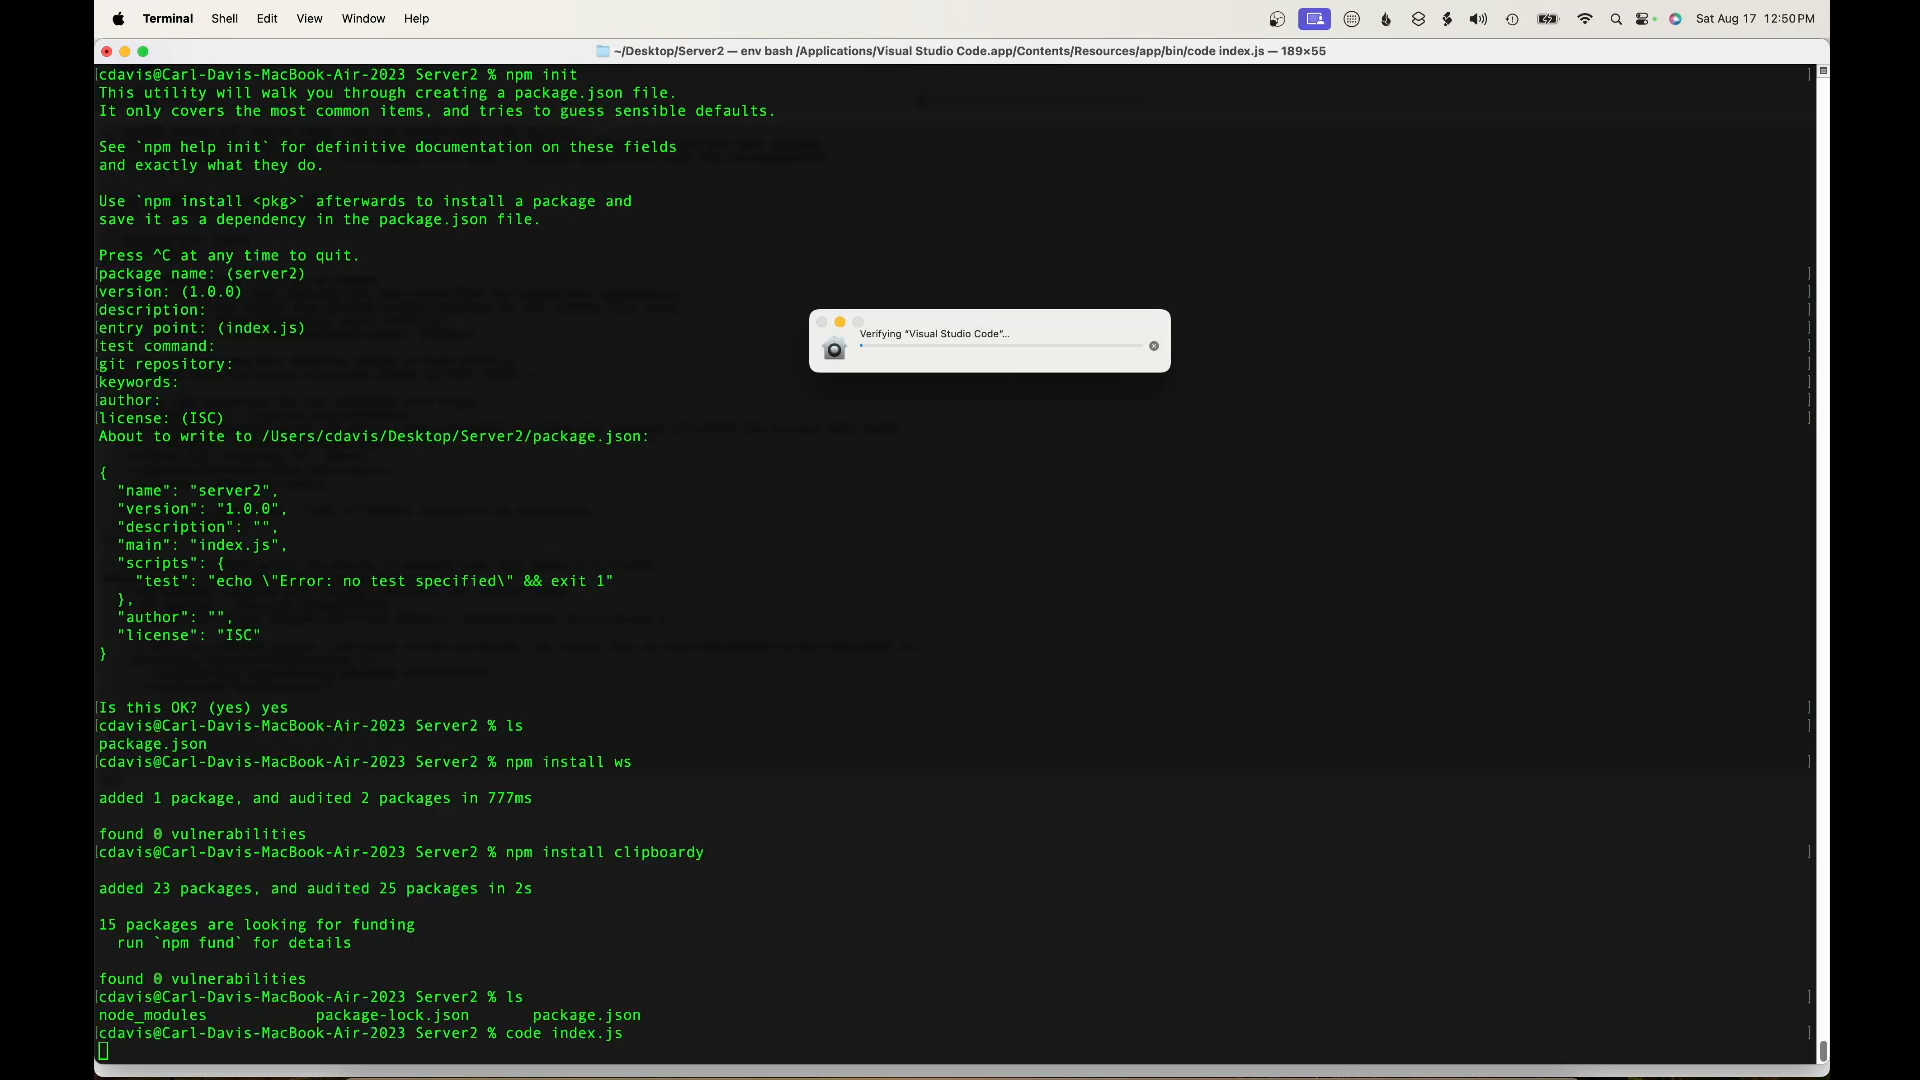 Terminal Shell Edit View Window Help Sat Aug 17 12:50 PM
~/Desktop/Server2 — env bash /Applications/Visual Studio Code.app/Contents/Resources/app/bin/code index.js — 189×55
cdavis@Carl-Davis-MacBook-Air-2023 Server2 % npm init
This utility will walk you through creating a package.json file.
It only covers the most common items, and tries to guess sensible defaults.
See `npm help init` for definitive documentation on these fields
and exactly what they do.
Use `npm install <pkg>` afterwards to install a package and
save it as a dependency in the package.json file.
Press ^C at any time to quit.
package name: (server2)
version: (1.0.0)
description:
entry point: (index.js)
test command:
git repository:
keywords:
author:
license: (ISC)
About to write to /Users/cdavis/Desktop/Server2/package.json:
{
"name": "server2",
"version": "1.0.0",
"description": "",
"main": "index.js",
"scripts": {
"test": "echo \"Error: no test specified\" && exit 1"
},
"author": "",
"license": "ISC"
}
Is this OK? (yes) yes
cdavis@Carl-Davis-MacBook-Air-2023 Server2 % ls
package.json
cdavis@Carl-Davis-MacBook-Air-2023 Server2 % npm install ws
added 1 package, and audited 2 packages in 777ms
found 0 vulnerabilities
cdavis@Carl-Davis-MacBook-Air-2023 Server2 % npm install clipboardy
added 23 packages, and audited 25 packages in 2s
15 packages are looking for funding
run `npm fund` for details
found 0 vulnerabilities
cdavis@Carl-Davis-MacBook-Air-2023 Server2 % ls
node_modules package-lock.json package.json
cdavis@Carl-Davis-MacBook-Air-2023 Server2 % code index.js
Verifying “Visual Studio Code”...